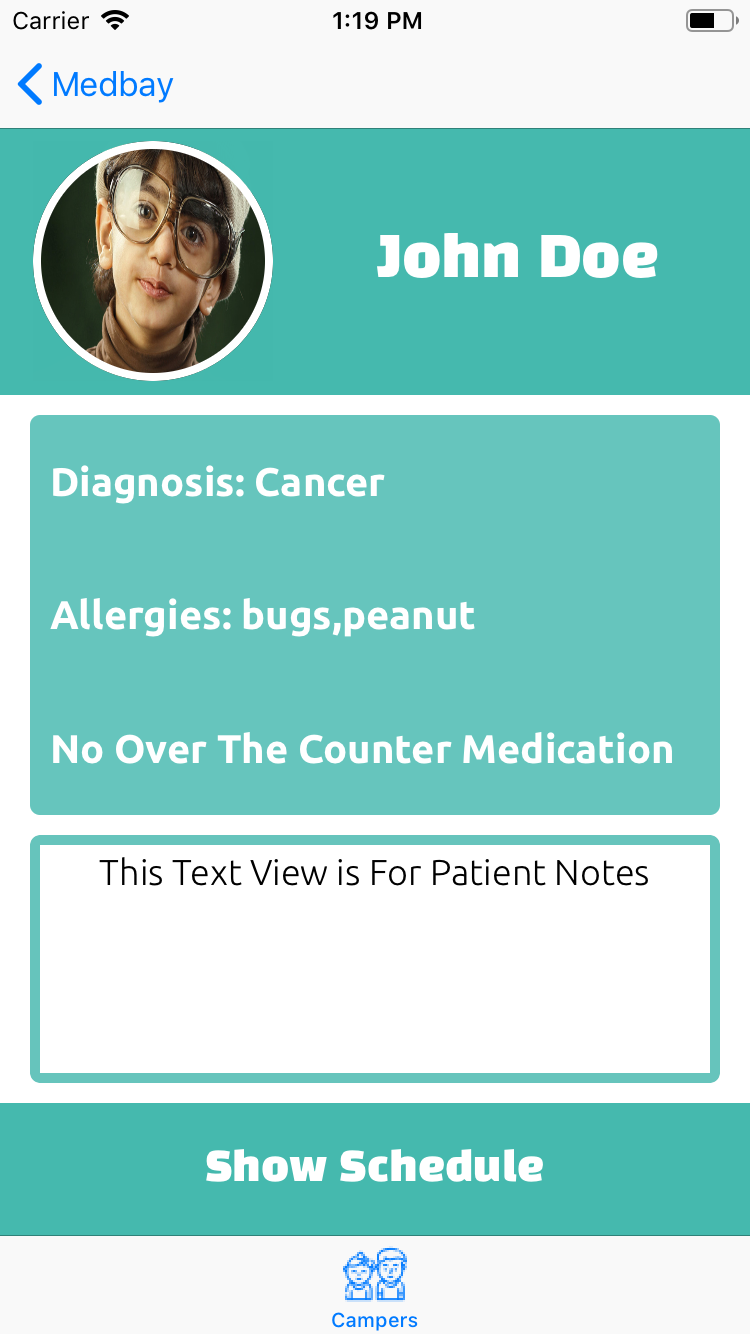 Carrier 1:19 PM
Medbay
John Doe
Diagnosis: Cancer
Allergies: bugs,peanut
No Over The Counter Medication
This Text View is For Patient Notes
Show Schedule
Campers